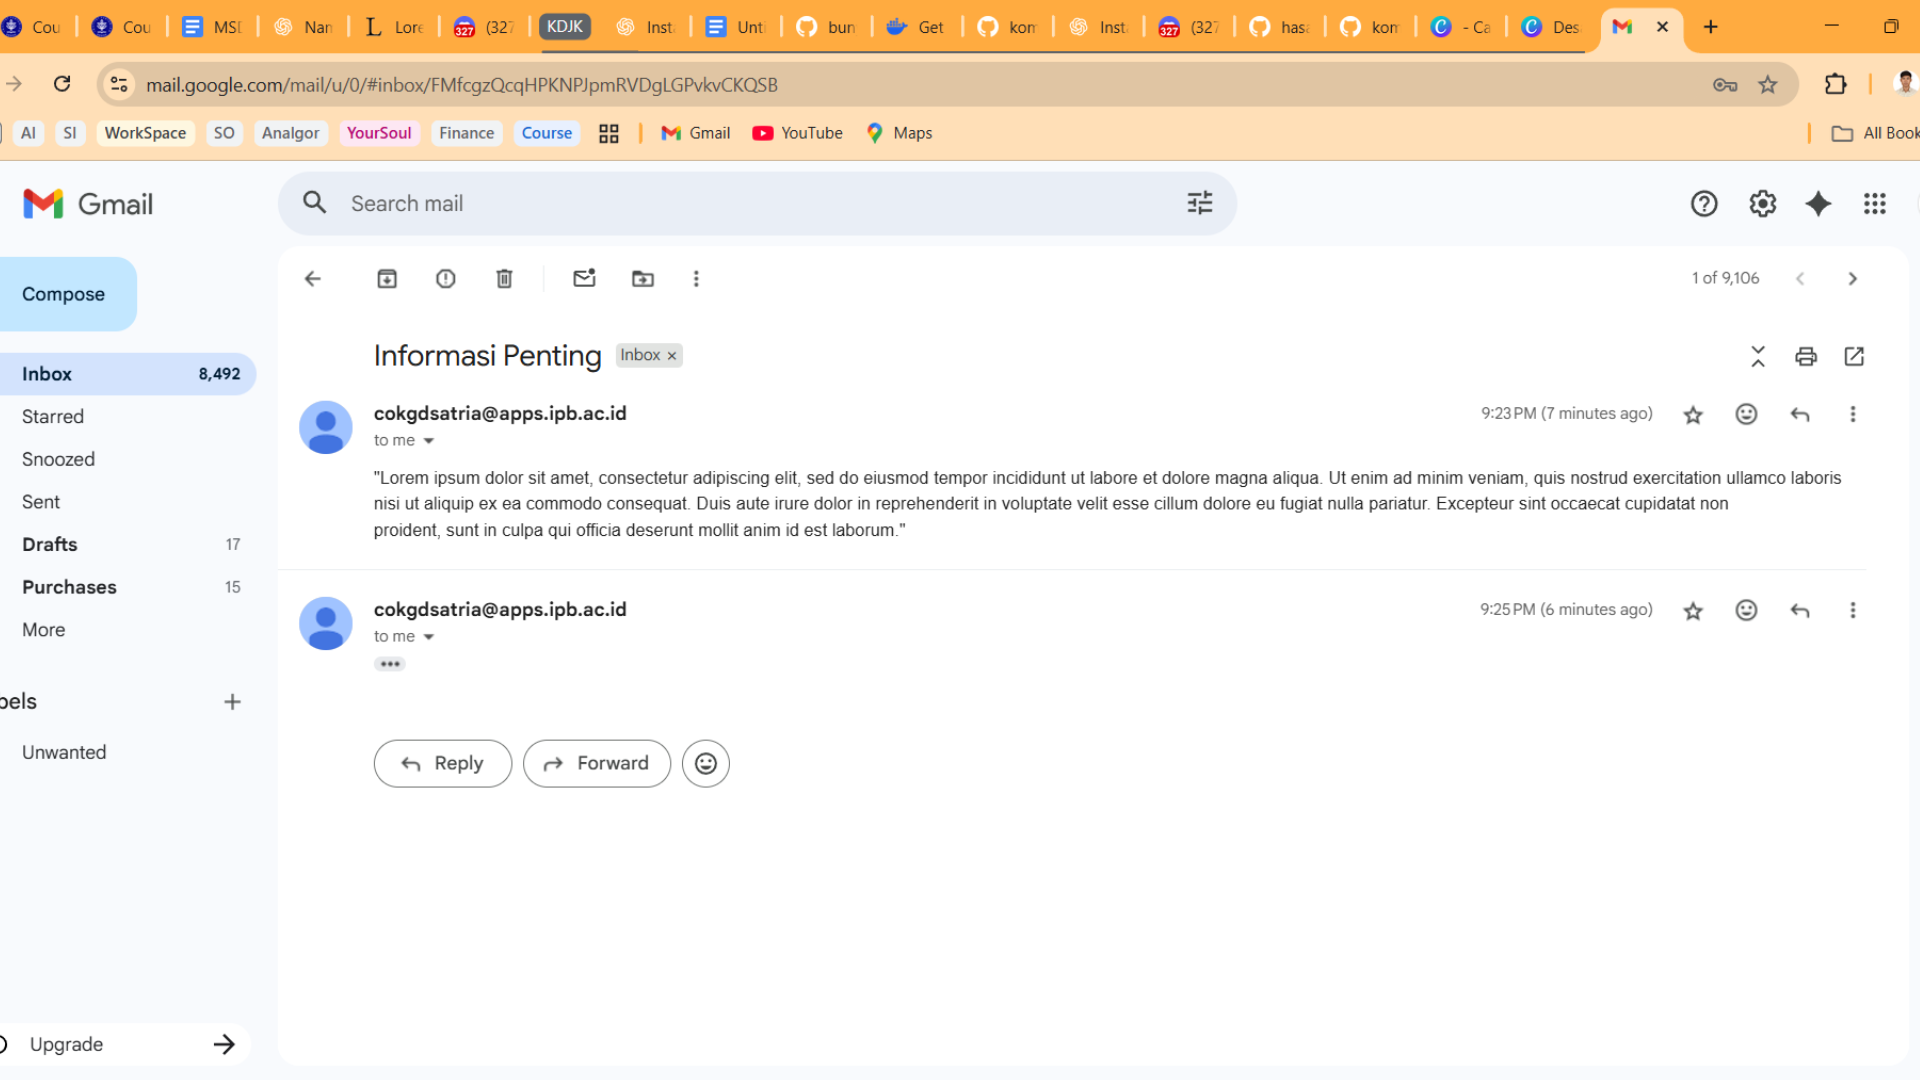 Cou
Cou
MSI
Nan
Lore
327
(327
KDJK
Insta
Unti
bun
Get
kon
Insta
327
(327
hasa
kon
- Ca
Des
mail.google.com/mail/u/0/#inbox/FMfcgzQcqHPKNPJpmRVDgLGPvkvCKQSB
AI
SI
WorkSpace
SO
Analgor
YourSoul
Finance
Course
Gmail
YouTube
Maps
All Book
Gmail
Search mail
Compose
1 of 9,106
Informasi Penting
Inbox ×
Inbox 8,492
Starred
Snoozed
Sent
Drafts 17
Purchases 15
More
bels
Unwanted
Upgrade
cokgdsatria@apps.ipb.ac.id
9:23 PM (7 minutes ago)
to me
"Lorem ipsum dolor sit amet, consectetur adipiscing elit, sed do eiusmod tempor incididunt ut labore et dolore magna aliqua. Ut enim ad minim veniam, quis nostrud exercitation ullamco laboris
nisi ut aliquip ex ea commodo consequat. Duis aute irure dolor in reprehenderit in voluptate velit esse cillum dolore eu fugiat nulla pariatur. Excepteur sint occaecat cupidatat non
proident, sunt in culpa qui officia deserunt mollit anim id est laborum."
cokgdsatria@apps.ipb.ac.id
9:25 PM (6 minutes ago)
to me
Reply
Forward